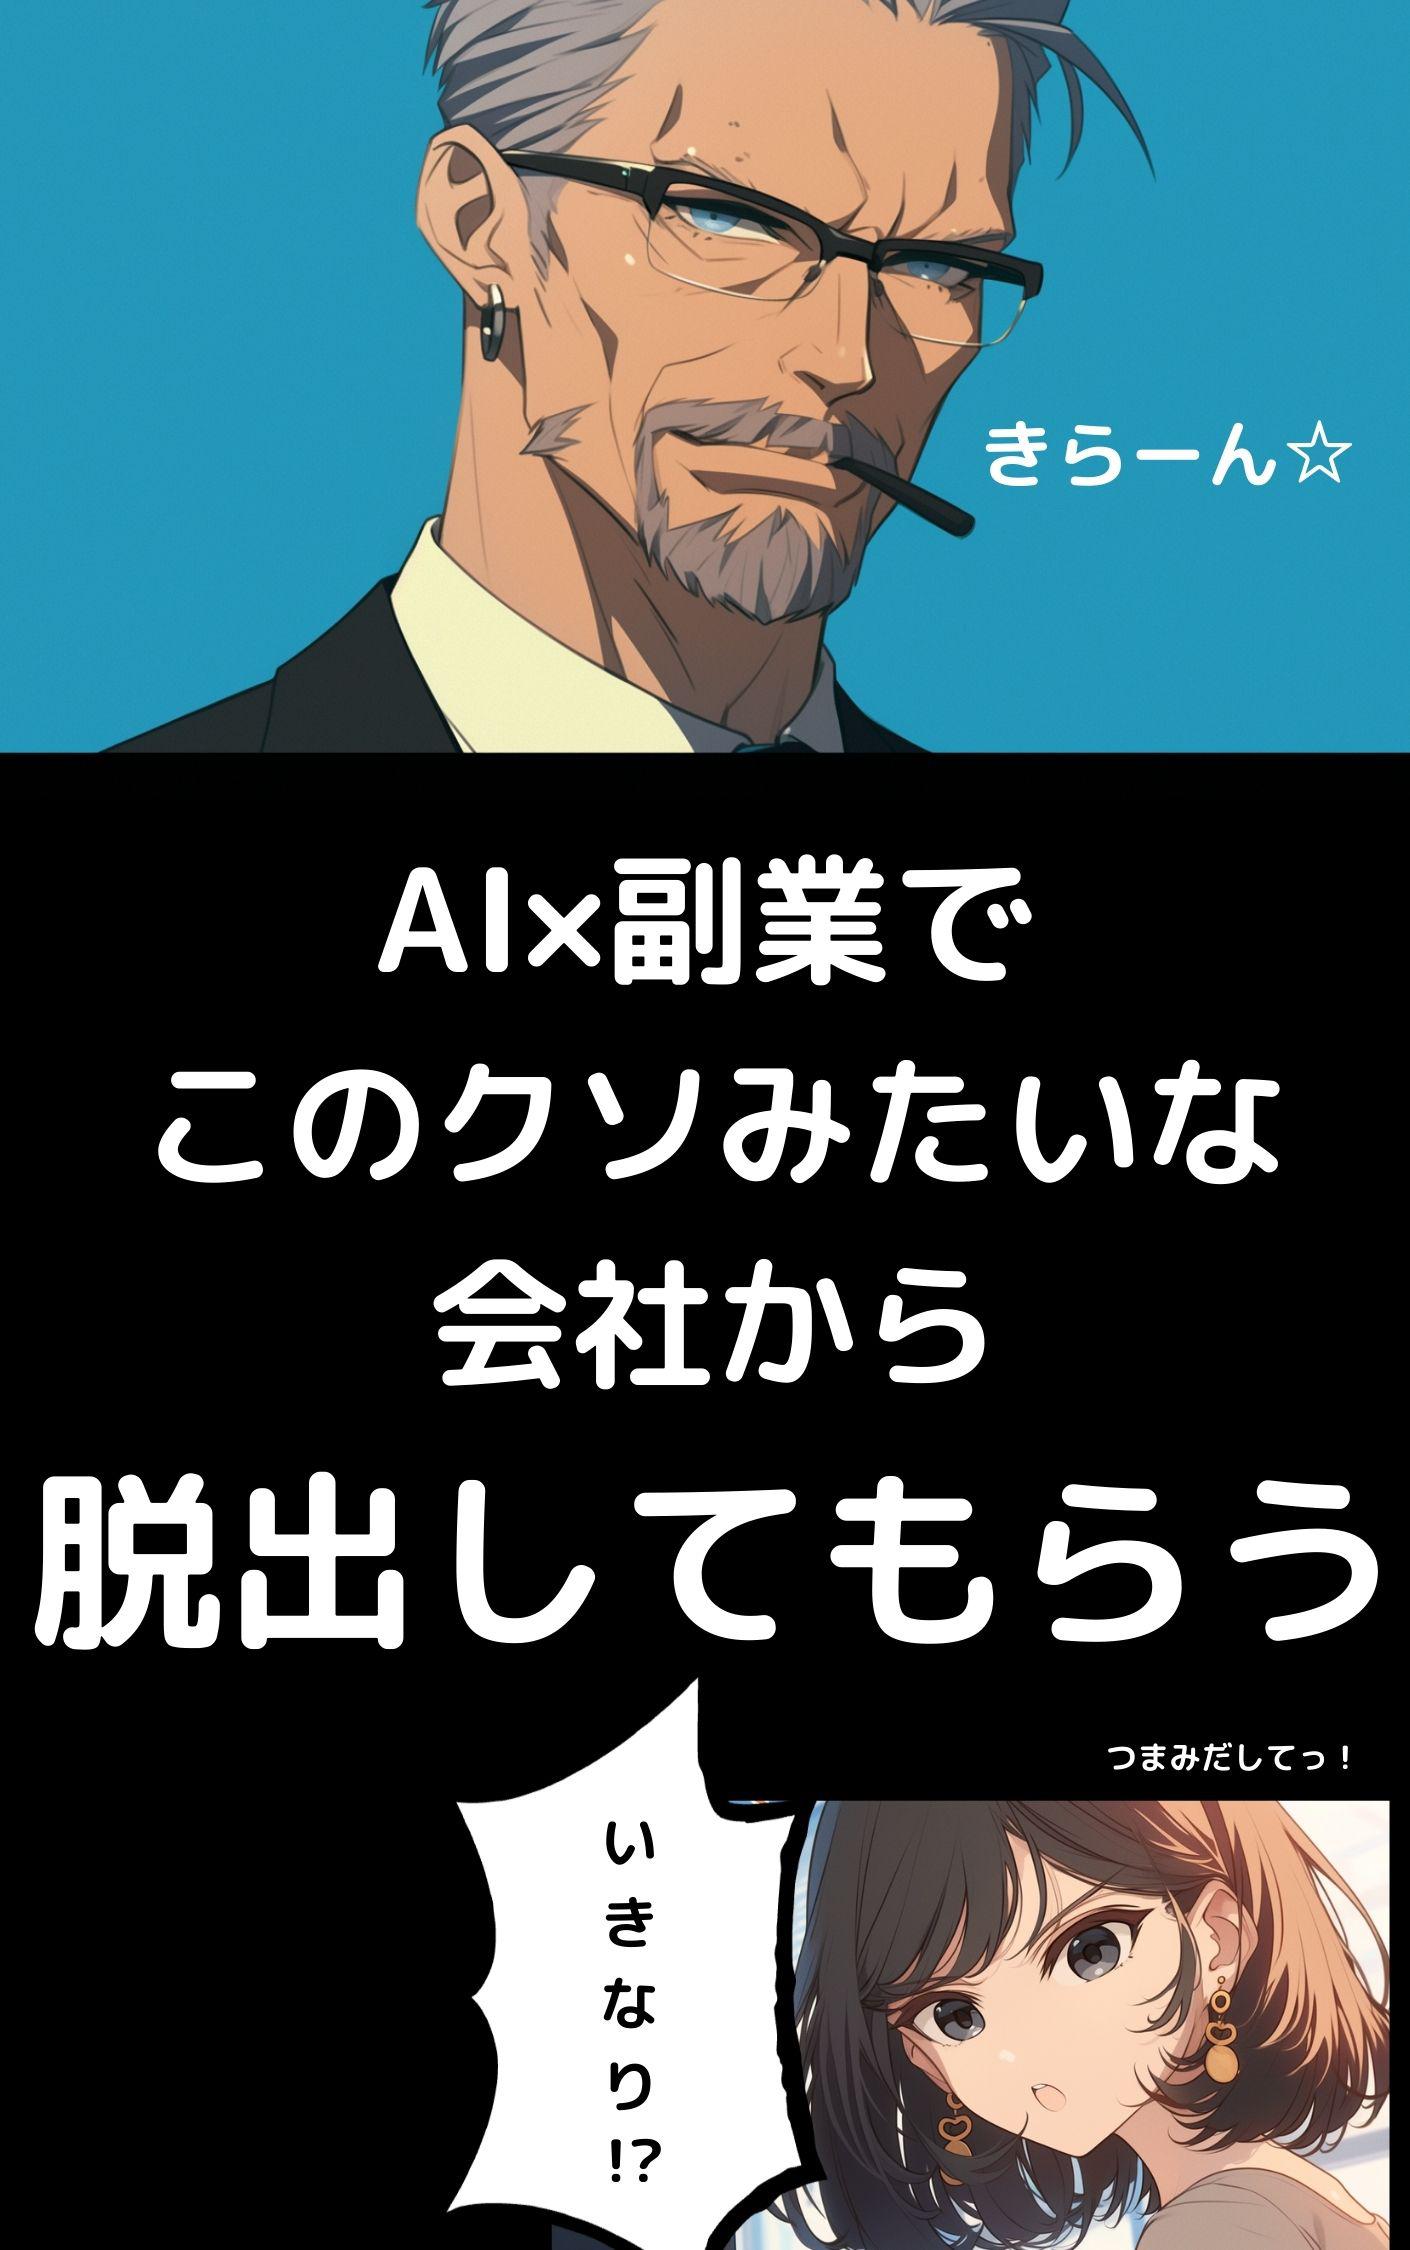 きらーん☆
AI×副業で
このクソみたいな
会社から
脱出してもらう
つまみだしてっ！
いきなり!?